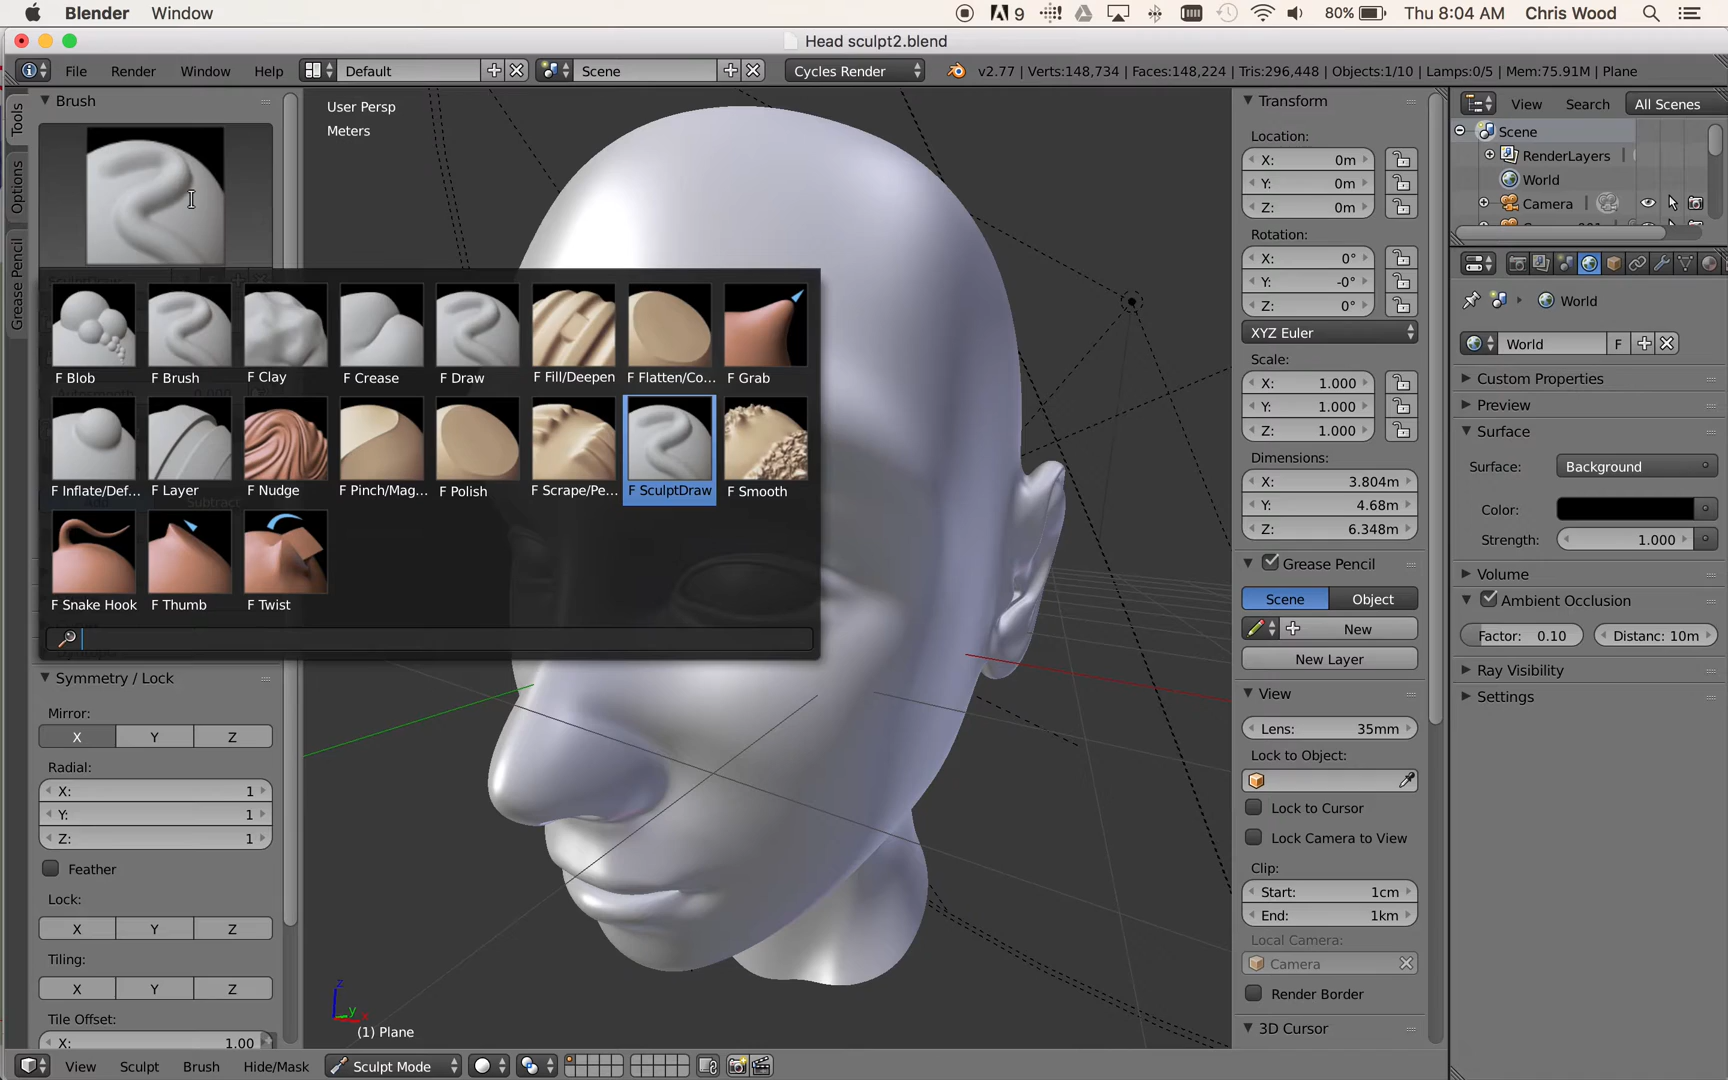 Blender Window 9 80% Thu 8:04 AM Chris Wood
Head sculpt2.blend
File Render Window Help Default Scene Cycles Render v2.77 | Verts:148,734 | Faces:148,224 | Tris:296,448 | Objects:1/10 | Lamps:0/5 | Mem:75.91M | Plane
Tools
Options
Grease Pencil
Brush
User Persp
Meters
F Blob F Brush F Clay F Crease F Draw F Fill/Deepen F Flatten/Co... F Grab
F Inflate/Def... F Layer F Nudge F Pinch/Mag... F Polish F Scrape/Pe... F SculptDraw F Smooth
F Snake Hook F Thumb F Twist
Symmetry / Lock
Mirror:
X Y Z
Radial:
X: 1
Y: 1
Z: 1
Feather
Lock:
X Y Z
Tiling:
X Y Z
Tile Offset:
X: 1.00
z
y
x
(1) Plane
View Sculpt Brush Hide/Mask Sculpt Mode
Transform
Location:
X: 0m
Y: 0m
Z: 0m
Rotation:
X: 0°
Y: -0°
Z: 0°
XYZ Euler
Scale:
X: 1.000
Y: 1.000
Z: 1.000
Dimensions:
X: 3.804m
Y: 4.68m
Z: 6.348m
Grease Pencil
Scene Object
New
New Layer
View
Lens: 35mm
Lock to Object:
Lock to Cursor
Lock Camera to View
Clip:
Start: 1cm
End: 1km
Local Camera:
Camera
Render Border
3D Cursor
View Search All Scenes
Scene
RenderLayers
World
Camera
World
World F
Custom Properties
Preview
Surface
Surface: Background
Color:
Strength: 1.000
Volume
Ambient Occlusion
Factor: 0.10 Distanc: 10m
Ray Visibility
Settings